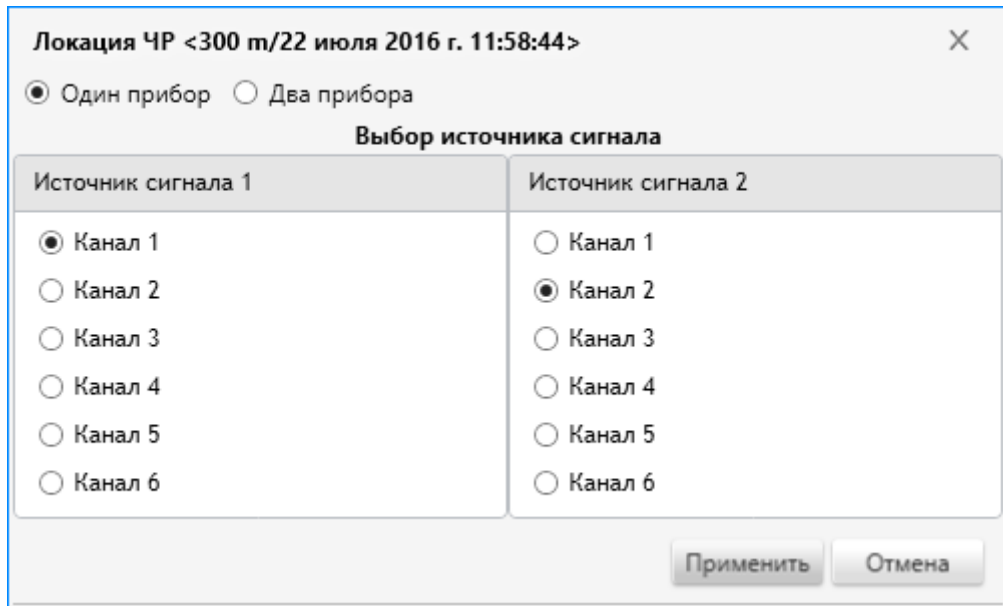 Локация ЧР <300 m/22 июля 2016 г. 11:58:44>
Один прибор Два прибора
Выбор источника сигнала
Источник сигнала 1 Источник сигнала 2
Канал 1 Канал 1
Канал 2 Канал 2
Канал 3 Канал 3
Канал 4 Канал 4
Канал 5 Канал 5
Канал 6 Канал 6
Применить Отмена